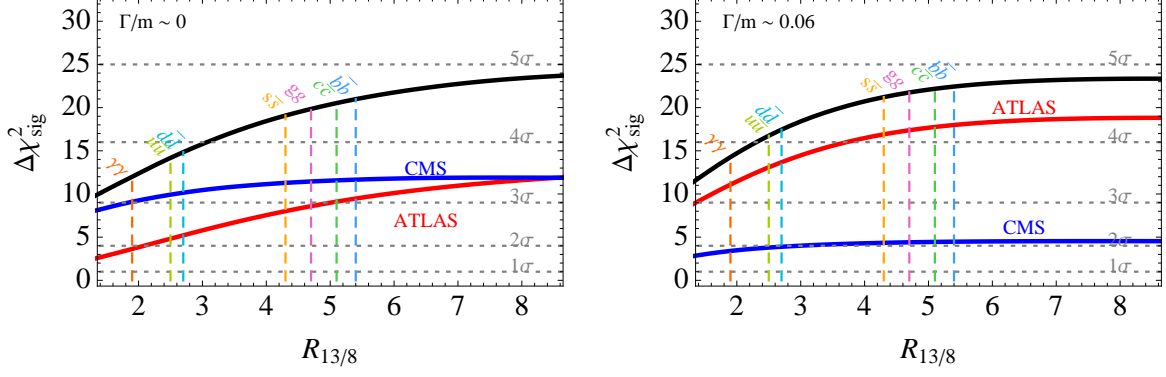 Γ/m ~ 0
30
25
20
15
10
5
0
Δχ²sig
5σ
4σ
3σ
2σ
1σ
γγ
uū
dd̄
ss̄
gg
cc̄
bb̄
CMS
ATLAS
2 3 4 5 6 7 8
R13/8
Γ/m ~ 0.06
30
25
20
15
10
5
0
Δχ²sig
5σ
4σ
3σ
2σ
1σ
γγ
uū
dd̄
ss̄
gg
cc̄
bb̄
ATLAS
CMS
2 3 4 5 6 7 8
R13/8